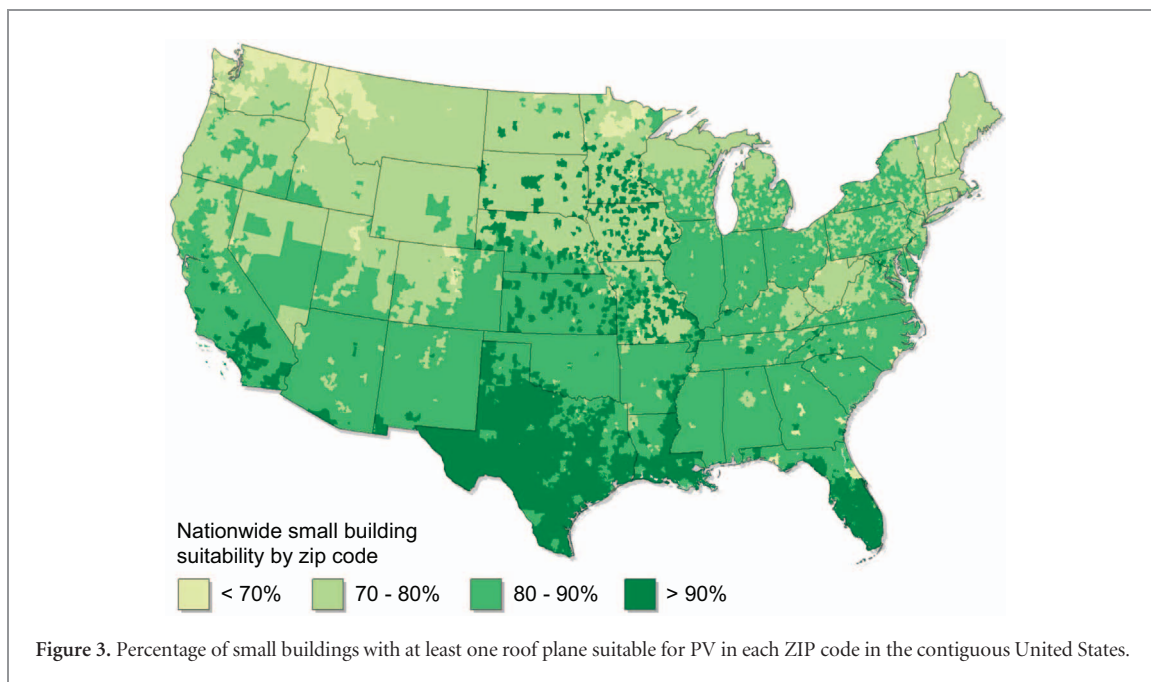 Nationwide small building
suitability by zip code
< 70%
70 - 80%
80 - 90%
> 90%
Figure 3. Percentage of small buildings with at least one roof plane suitable for PV in each ZIP code in the contiguous United States.